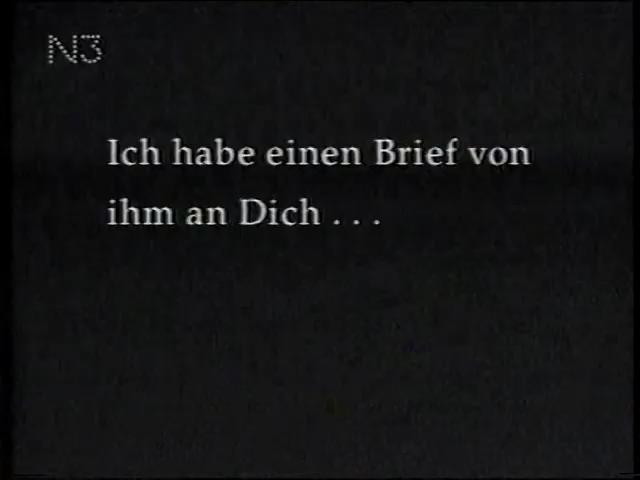 N3
Ich habe einen Brief von
ihm an Dich . . .